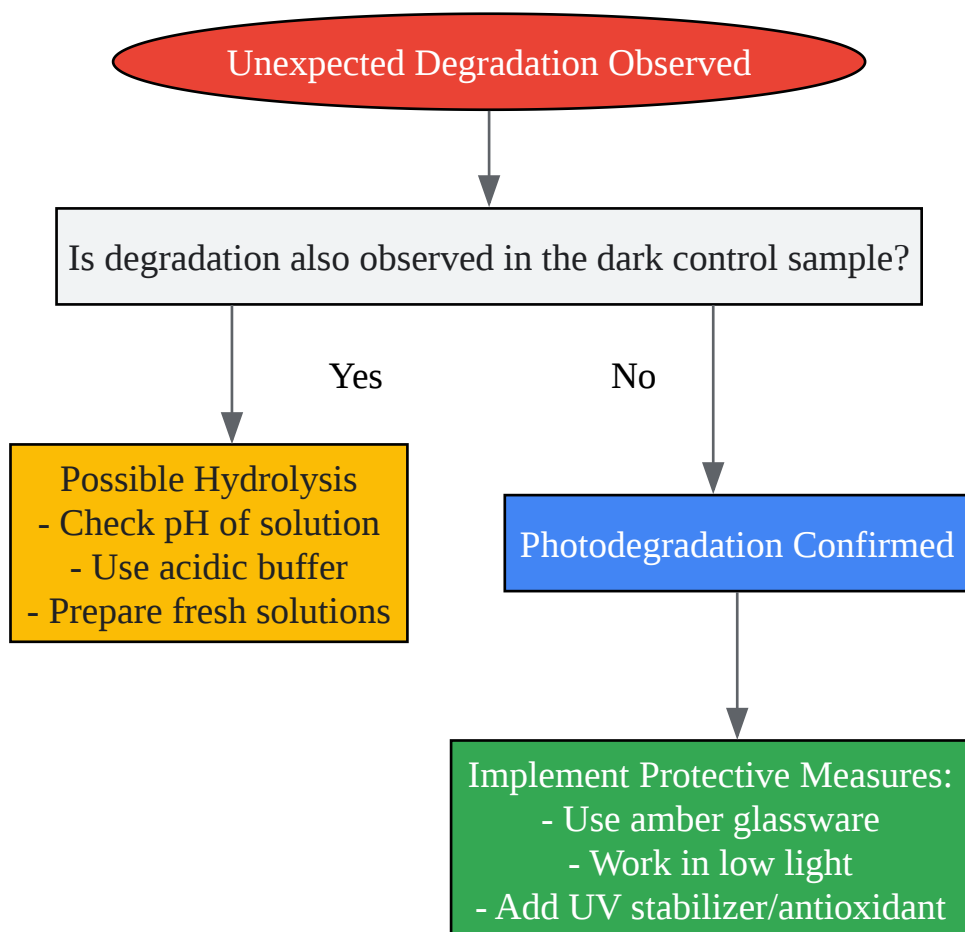 Unexpected Degradation Observed
Is degradation also observed in the dark control sample?
Yes
No
Possible Hydrolysis
- Check pH of solution
- Use acidic buffer
- Prepare fresh solutions
Photodegradation Confirmed
Implement Protective Measures:
- Use amber glassware
- Work in low light
- Add UV stabilizer/antioxidant